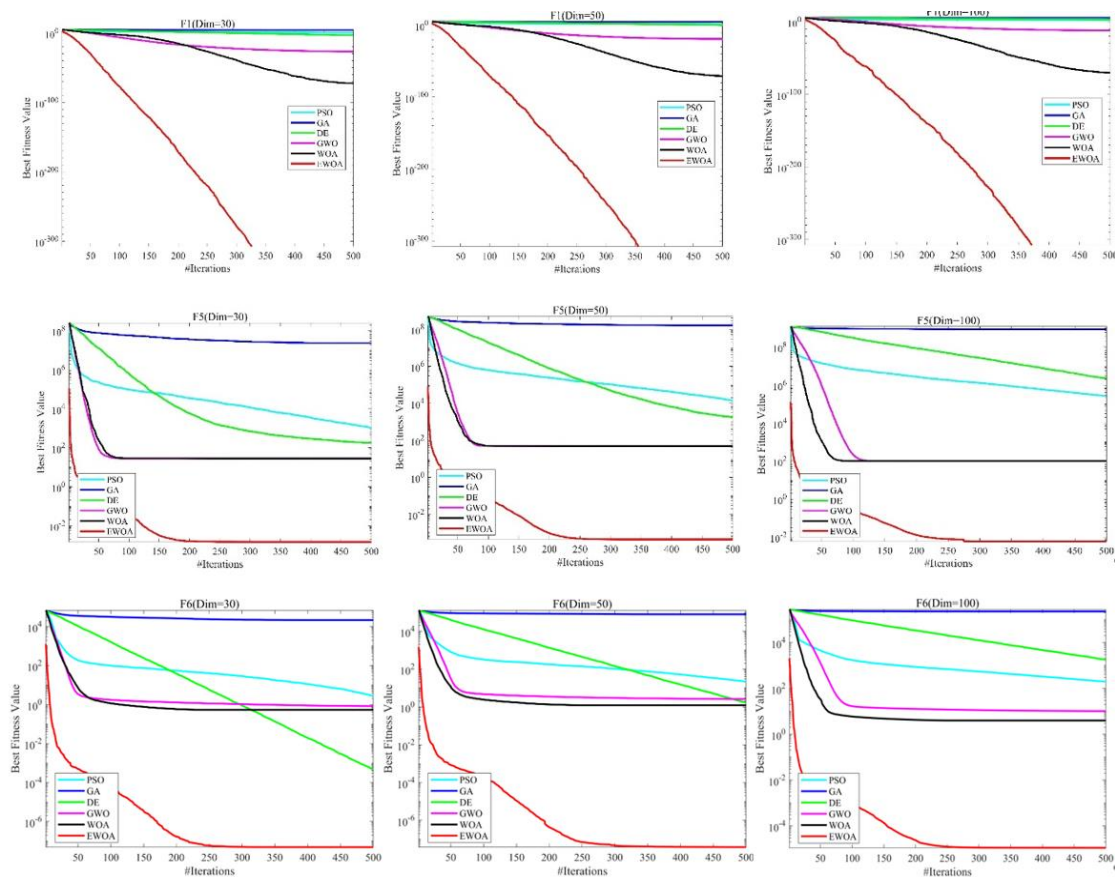 F1(Dim=30)
10^0
10^-100
10^-200
10^-300
Best Fitness Value
PSO
GA
DE
GWO
WOA
EWOA
50 100 150 200 250 300 350 400 450 500
#Iterations
F1(Dim=50)
10^0
10^-100
10^-200
10^-300
Best Fitness Value
PSO
GA
DE
GWO
WOA
EWOA
50 100 150 200 250 300 350 400 450 500
#Iterations
F1(Dim=100)
10^0
10^-100
10^-200
10^-300
Best Fitness Value
PSO
GA
DE
GWO
WOA
EWOA
50 100 150 200 250 300 350 400 450 500
#Iterations
F5(Dim=30)
10^8
10^6
10^4
10^2
10^0
10^-2
Best Fitness Value
PSO
GA
DE
GWO
WOA
EWOA
50 100 150 200 250 300 350 400 450 500
#Iterations
F5(Dim=50)
10^8
10^6
10^4
10^2
10^0
10^-2
Best Fitness Value
PSO
GA
DE
GWO
WOA
EWOA
50 100 150 200 250 300 350 400 450 500
#Iterations
F5(Dim=100)
10^8
10^6
10^4
10^2
10^0
10^-2
Best Fitness Value
PSO
GA
DE
GWO
WOA
EWOA
50 100 150 200 250 300 350 400 450 500
#Iterations
F6(Dim=30)
10^4
10^2
10^0
10^-2
10^-4
10^-6
Best Fitness Value
PSO
GA
DE
GWO
WOA
EWOA
50 100 150 200 250 300 350 400 450 500
#Iterations
F6(Dim=50)
10^4
10^2
10^0
10^-2
10^-4
10^-6
Best Fitness Value
PSO
GA
DE
GWO
WOA
EWOA
50 100 150 200 250 300 350 400 450 500
#Iterations
F6(Dim=100)
10^4
10^2
10^0
10^-2
10^-4
Best Fitness Value
PSO
GA
DE
GWO
WOA
EWOA
50 100 150 200 250 300 350 400 450 500
#Iterations